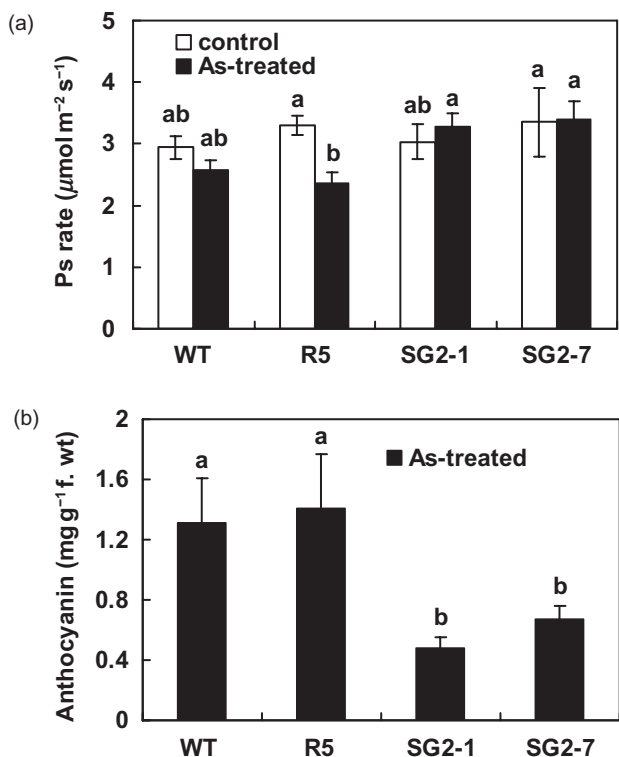 (a)
Ps rate (μmol m⁻² s⁻¹)
5
4
3
2
1
0
control
As-treated
ab ab a b ab a a a
WT R5 SG2-1 SG2-7
(b)
Anthocyanin (mg g⁻¹ f. wt)
2
1.6
1.2
0.8
0.4
0
As-treated
a a b b
WT R5 SG2-1 SG2-7